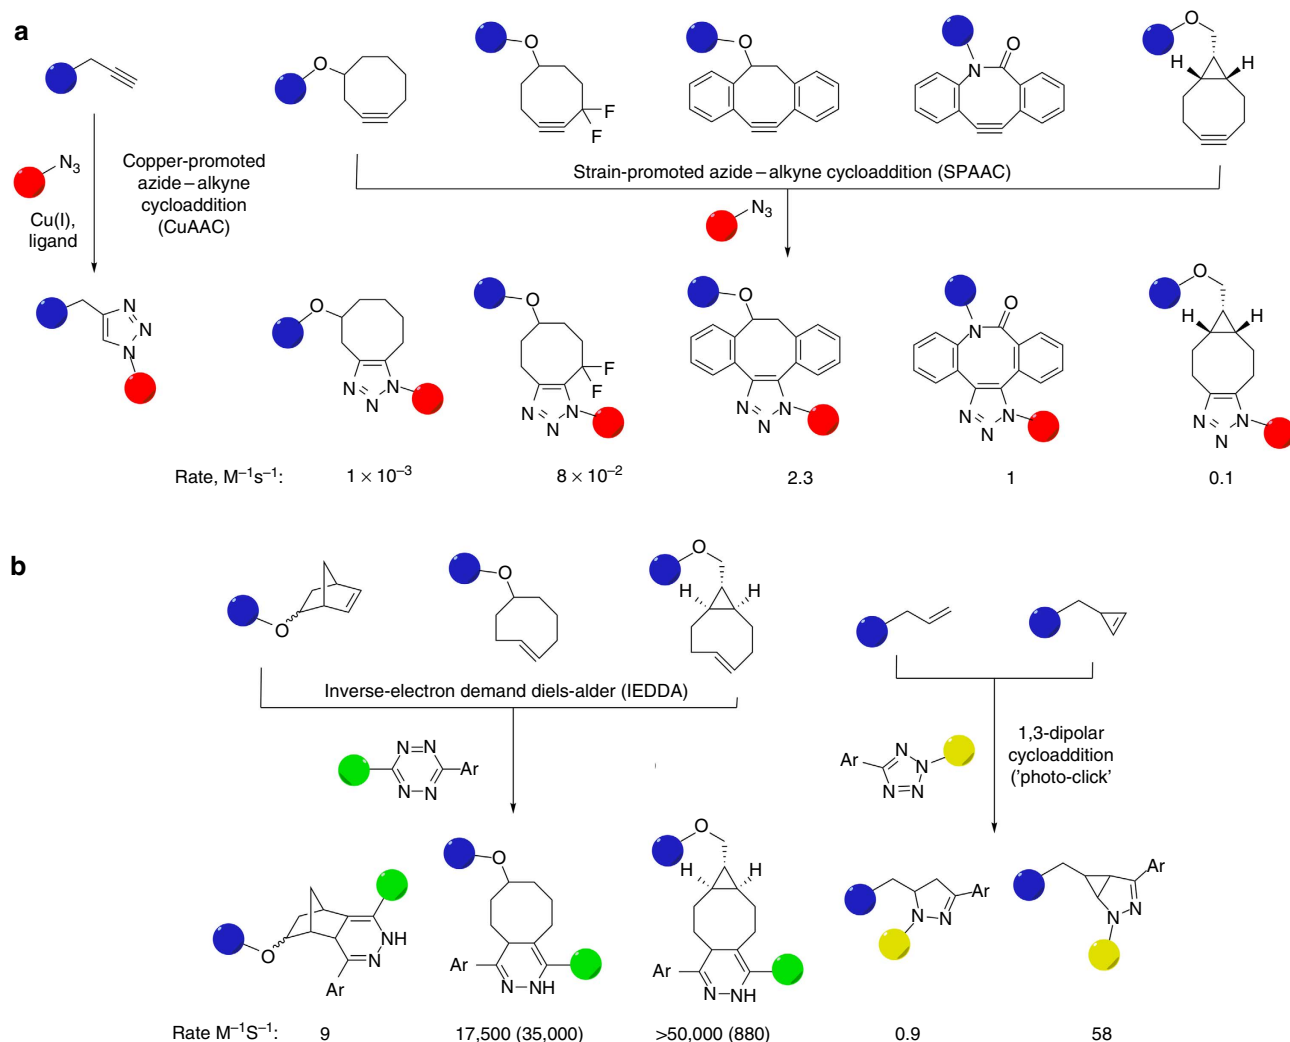 a
O
O
O
N
O
O
H
H
F
F
N3
Copper-promoted
azide–alkyne
cycloaddition
(CuAAC)
Cu(I),
ligand
Strain-promoted azide–alkyne cycloaddition (SPAAC)
N3
N
N
N
O
N
N
N
O
F
F
N
N
N
O
N
N
N
N
O
N
N
N
O
H
H
N
N
N
Rate, M⁻¹s⁻¹:
1 × 10⁻³
8 × 10⁻²
2.3
1
0.1
b
O
O
O
H
H
Inverse-electron demand diels-alder (IEDDA)
N N
N N
Ar
1,3-dipolar
cycloaddition
('photo-click'
Ar
N
N
N N
O
NH
N
Ar
O
Ar
N
NH
O
H
H
Ar
N
NH
Ar
N
N
Ar
N
N
Rate M⁻¹S⁻¹:
9
17,500 (35,000)
>50,000 (880)
0.9
58